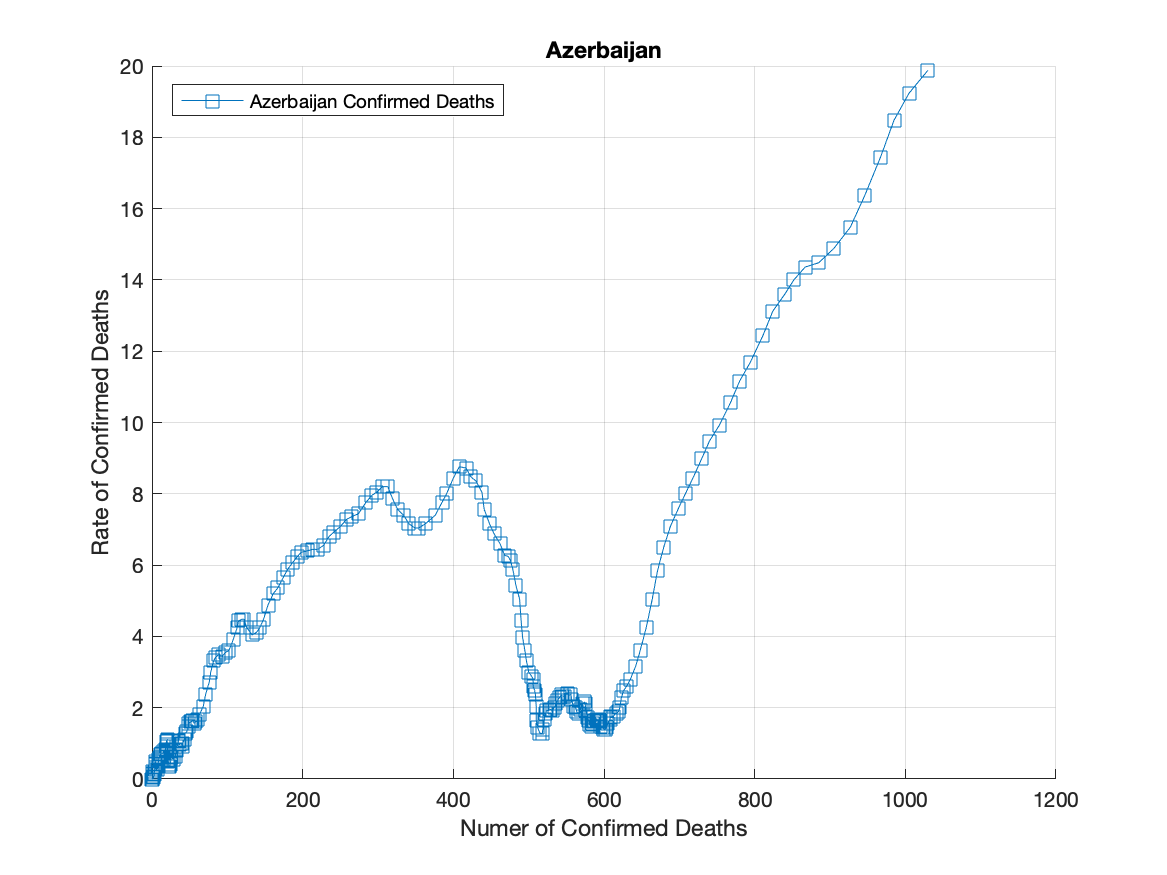 Azerbaijan
Azerbaijan Confirmed Deaths
20
18
16
14
12
10
8
6
4
2
0
Rate of Confirmed Deaths
0 200 400 600 800 1000 1200
Numer of Confirmed Deaths